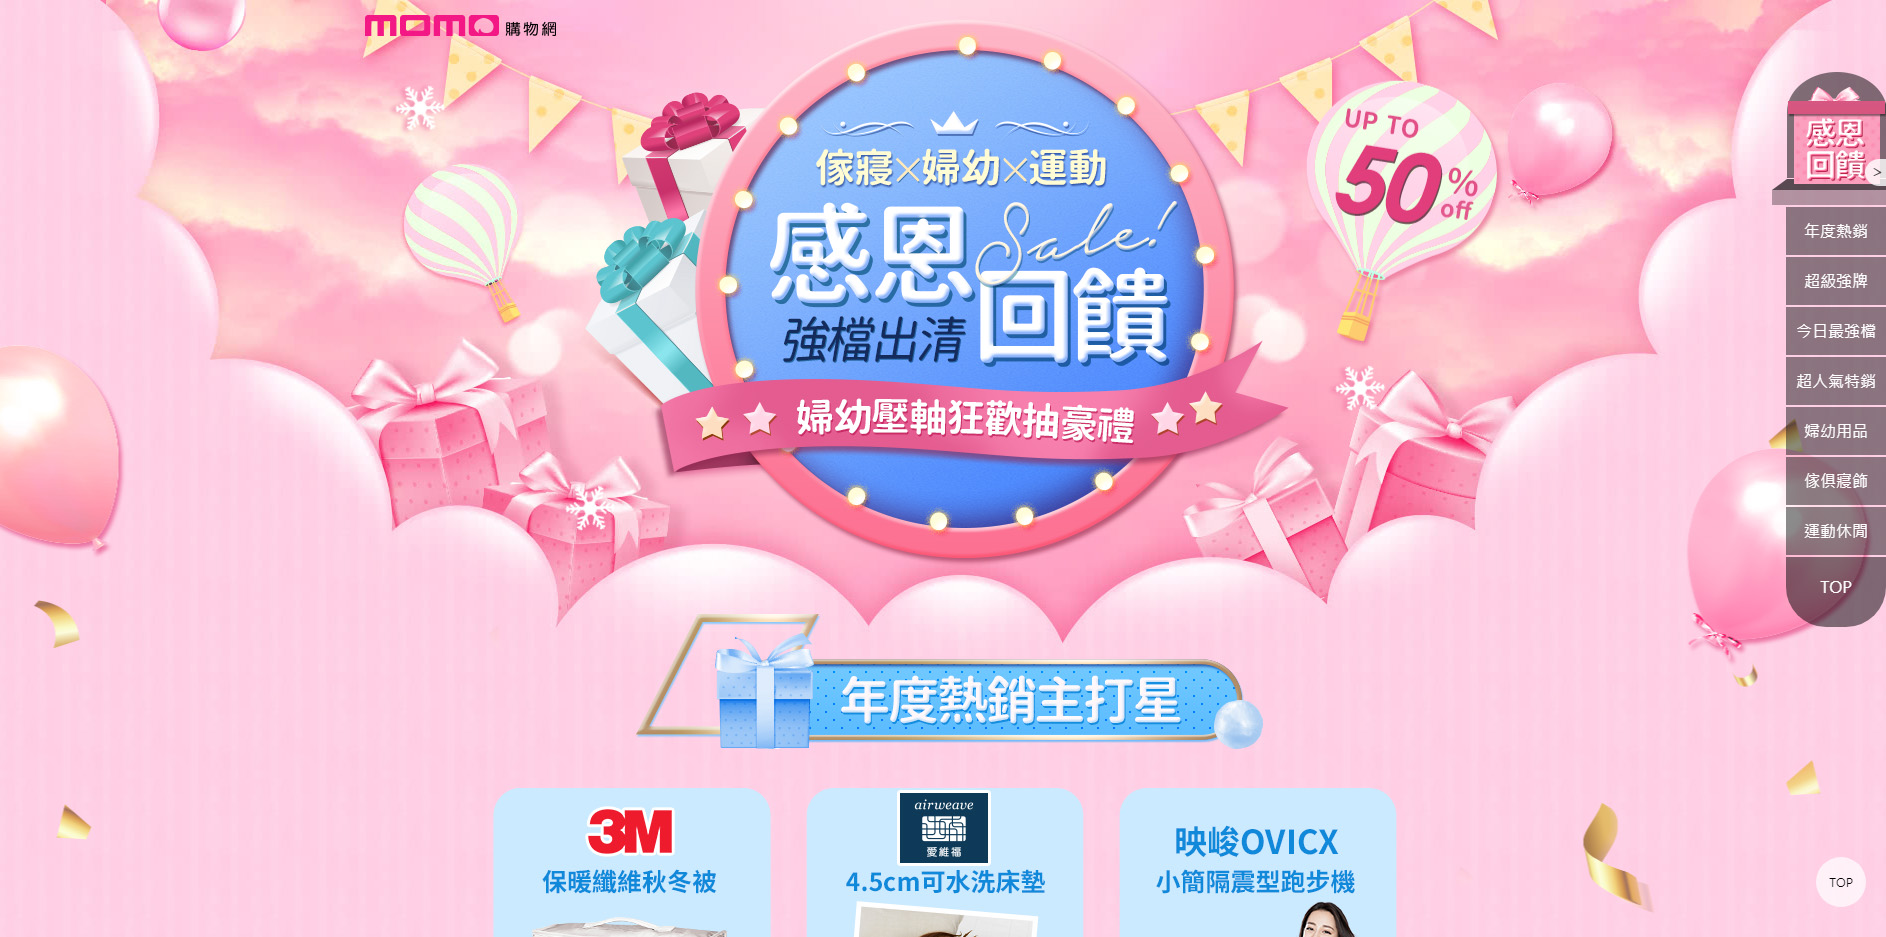 momo購物網
傢寢×婦幼×運動
感恩 Sale!
回饋
強檔出清
婦幼壓軸狂歡抽豪禮
UP TO
50%
off
感恩
回饋
>
年度熱銷
超級強牌
今日最強檔
超人氣特銷
婦幼用品
傢俱寢飾
運動休閒
TOP
年度熱銷主打星
3M
保暖纖維秋冬被
airweave
愛維福
4.5cm可水洗床墊
映峻OVICX
小簡隔震型跑步機
TOP